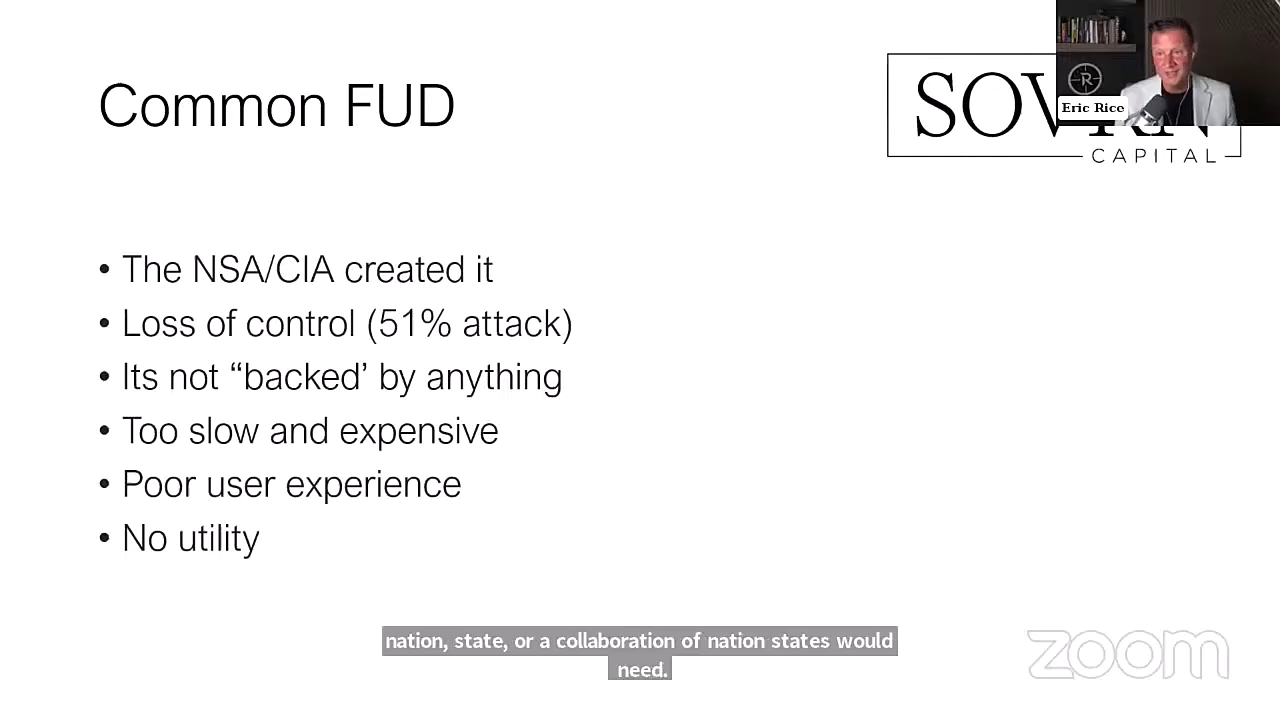 Common FUD
SOV RN
CAPITAL
R
Eric Rice
• The NSA/CIA created it
• Loss of control (51% attack)
• Its not “backed’ by anything
• Too slow and expensive
• Poor user experience
• No utility
nation, state, or a collaboration of nation states would
need.
zoom